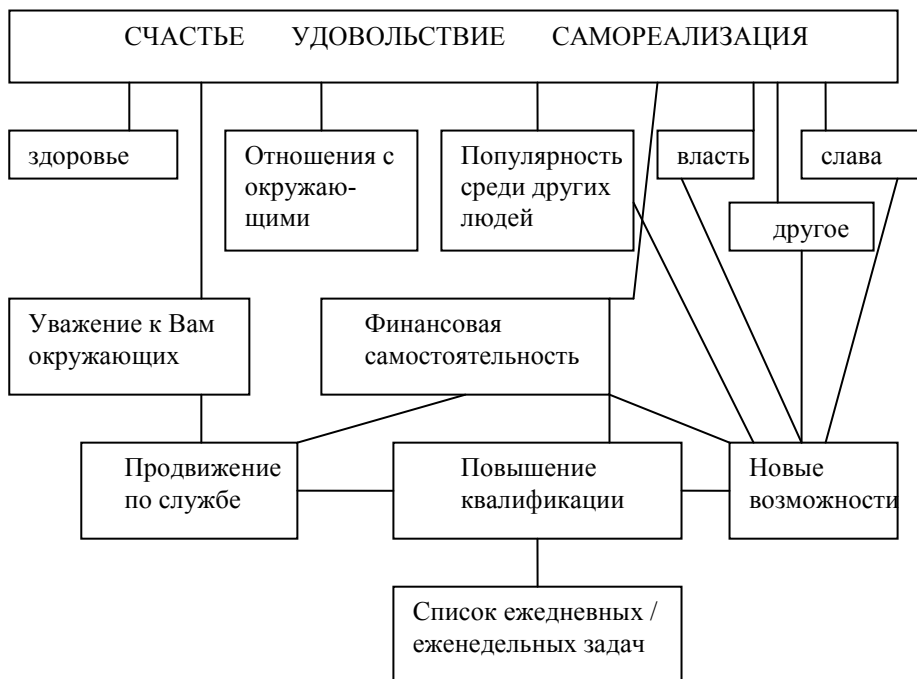 СЧАСТЬЕ УДОВОЛЬСТВИЕ САМОРЕАЛИЗАЦИЯ
здоровье
Отношения с
окружаю-
щими
Популярность
среди других
людей
власть
слава
другое
Уважение к Вам
окружающих
Финансовая
самостоятельность
Продвижение
по службе
Повышение
квалификации
Новые
возможности
Список ежедневных /
еженедельных задач